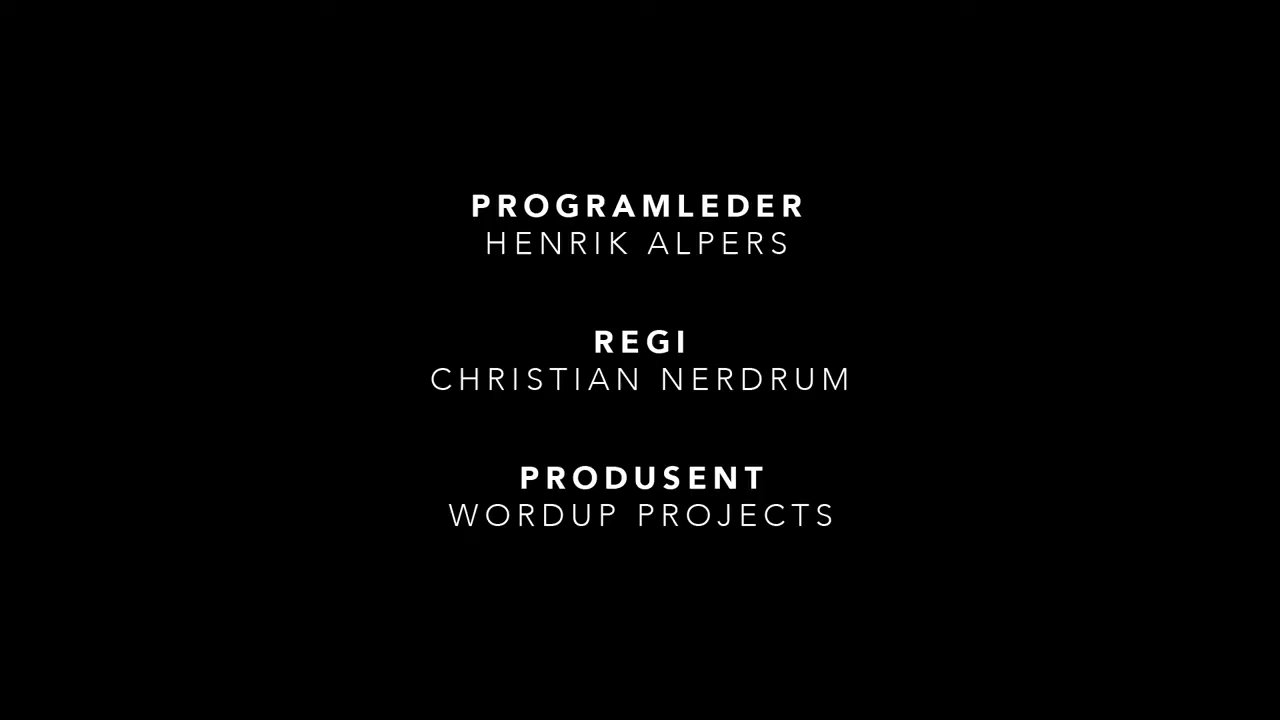 PROGRAMLEDER
HENRIK ALPERS
REGI
CHRISTIAN NERDRUM
PRODUSENT
WORDUP PROJECTS